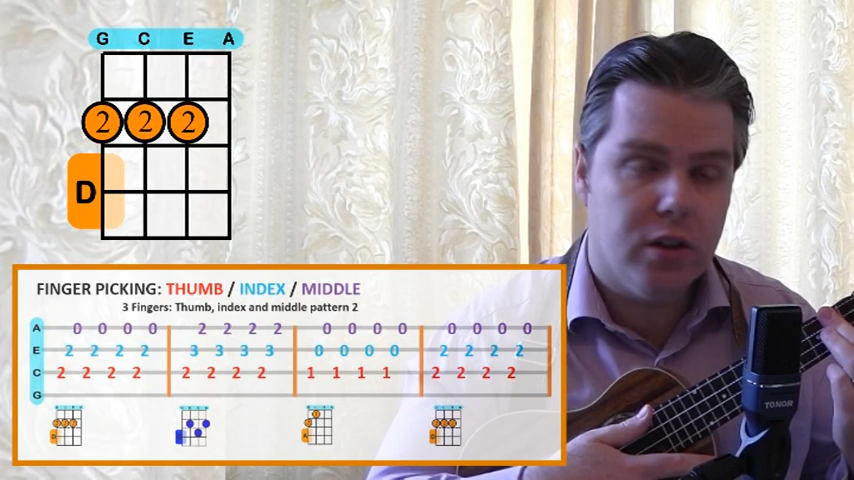 G C E A
2 2 2
D
FINGER PICKING: THUMB / INDEX / MIDDLE
3 Fingers: Thumb, index and middle pattern 2
A 0 0 0 0 2 2 2 2 0 0 0 0 0 0 0 0
E 2 2 2 2 3 3 3 3 0 0 0 0 2 2 2 2
C 2 2 2 2 2 2 2 2 1 1 1 1 2 2 2 2
G
TONOR